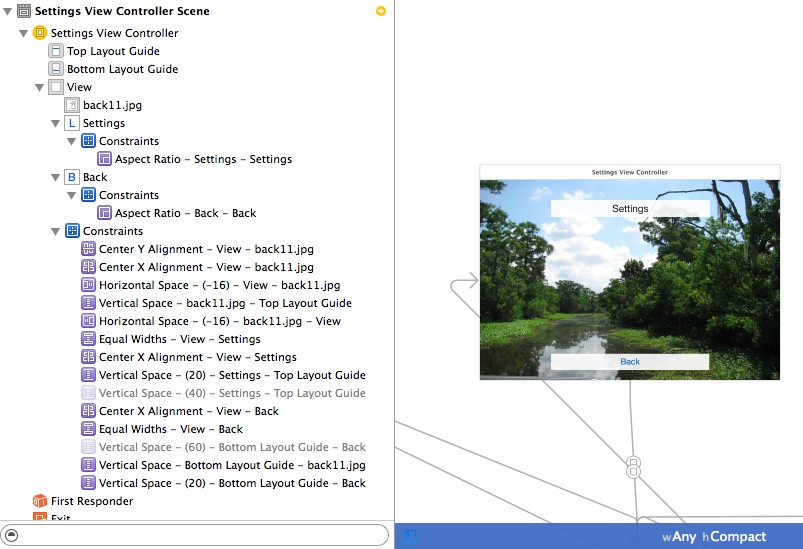 Settings View Controller Scene
Settings View Controller
Top Layout Guide
Bottom Layout Guide
View
back11.jpg
L Settings
Constraints
Aspect Ratio - Settings - Settings
B Back
Constraints
Aspect Ratio - Back - Back
Constraints
Center Y Alignment - View - back11.jpg
Center X Alignment - View - back11.jpg
Horizontal Space - (-16) - View - back11.jpg
Vertical Space - back11.jpg - Top Layout Guide
Horizontal Space - (-16) - back11.jpg - View
Equal Widths - View - Settings
Center X Alignment - View - Settings
Vertical Space - (20) - Settings - Top Layout Guide
Vertical Space - (40) - Settings - Top Layout Guide
Center X Alignment - View - Back
Equal Widths - View - Back
Vertical Space - (60) - Bottom Layout Guide - Back
Vertical Space - Bottom Layout Guide - back11.jpg
Vertical Space - (20) - Bottom Layout Guide - Back
First Responder
Exit
Settings View Controller
Settings
Back
wAny hCompact